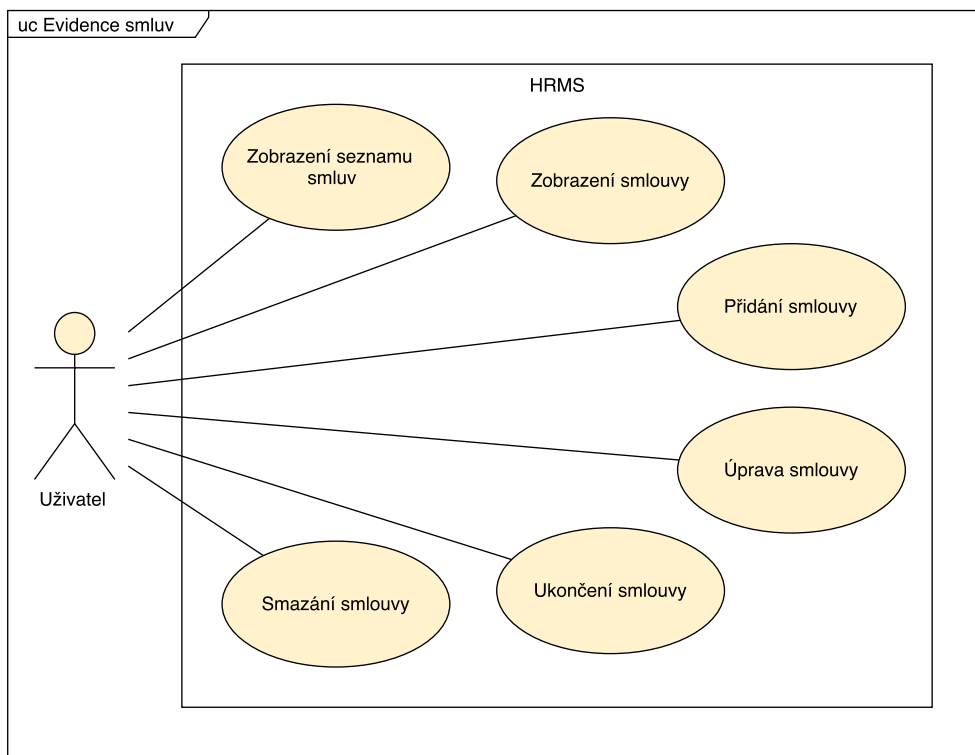 uc Evidence smluv
HRMS
Zobrazení seznamu
smluv
Zobrazení smlouvy
Přidání smlouvy
Úprava smlouvy
Uživatel
Ukončení smlouvy
Smazání smlouvy